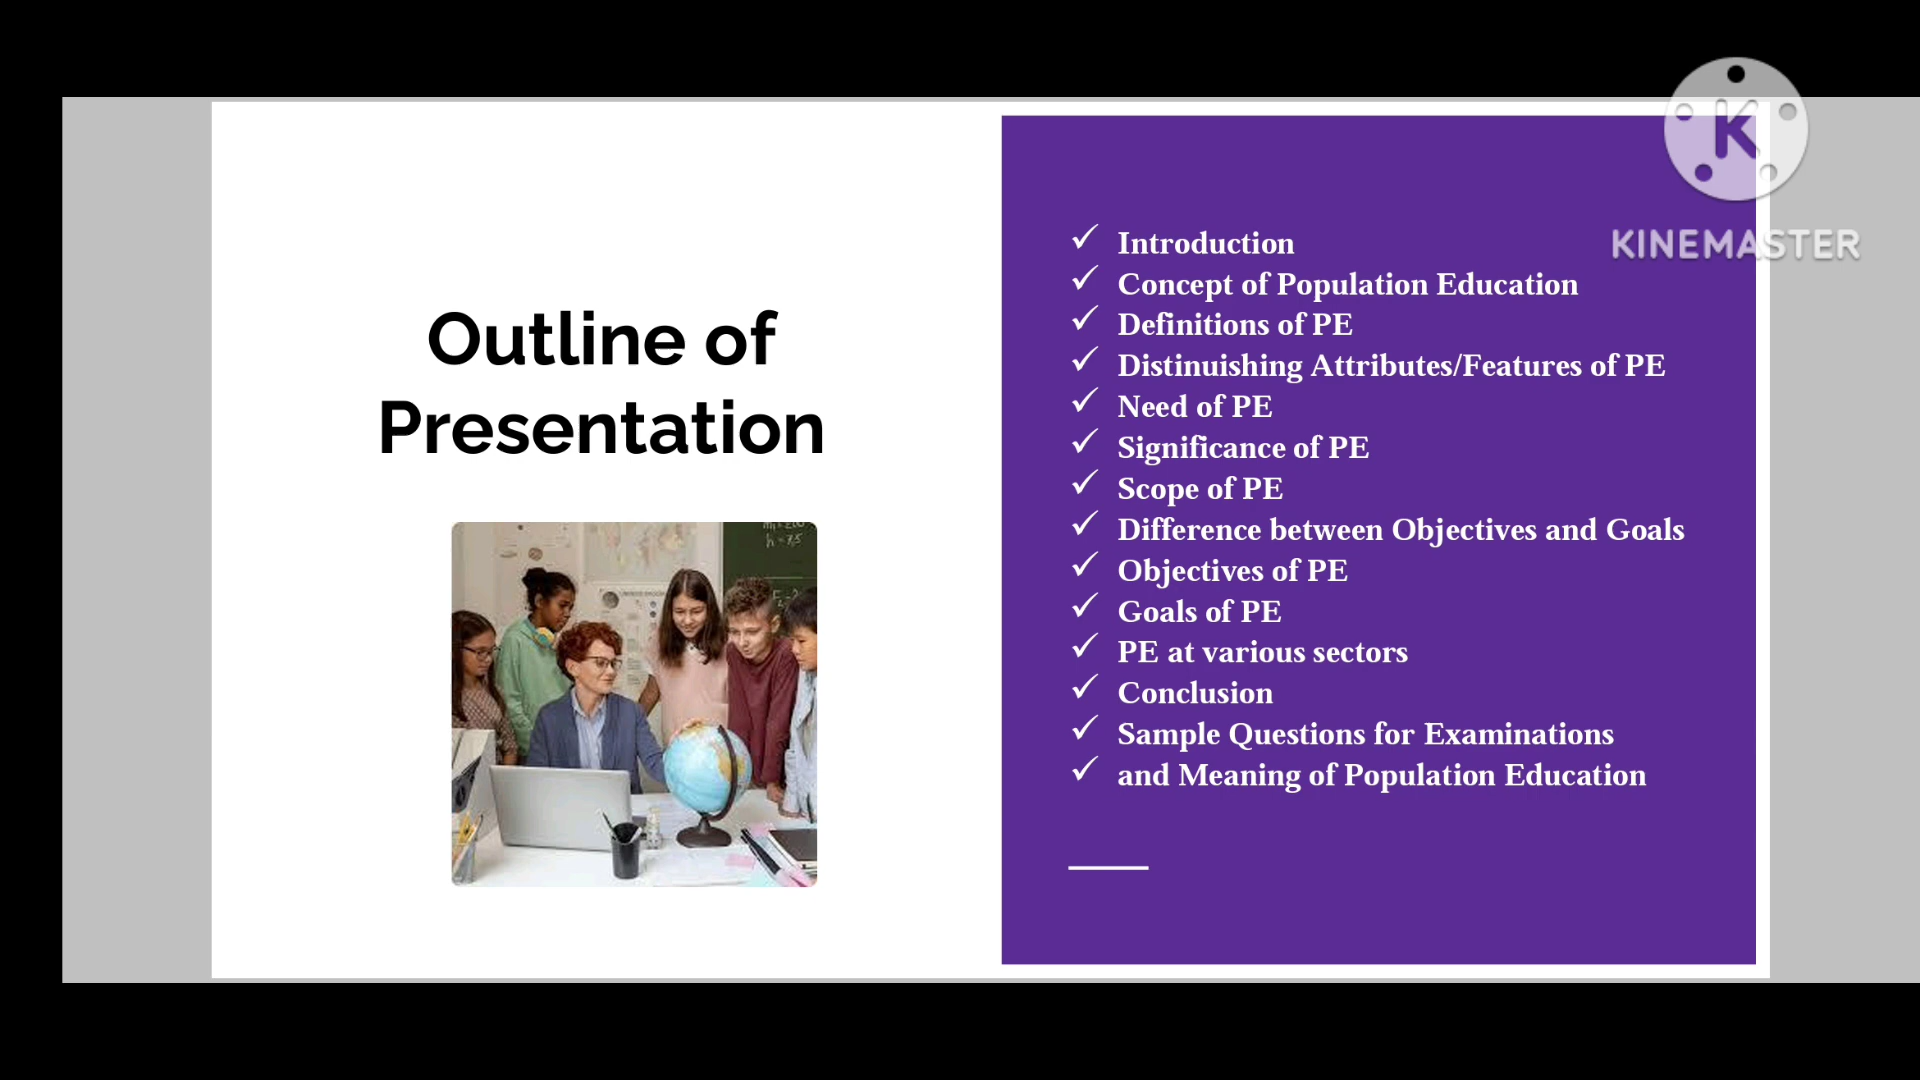 Outline of
Presentation
Introduction
Concept of Population Education
Definitions of PE
Distinuishing Attributes/Features of PE
Need of PE
Significance of PE
Scope of PE
Difference between Objectives and Goals
Objectives of PE
Goals of PE
PE at various sectors
Conclusion
Sample Questions for Examinations
and Meaning of Population Education
K
KINEMASTER
h = 7,5